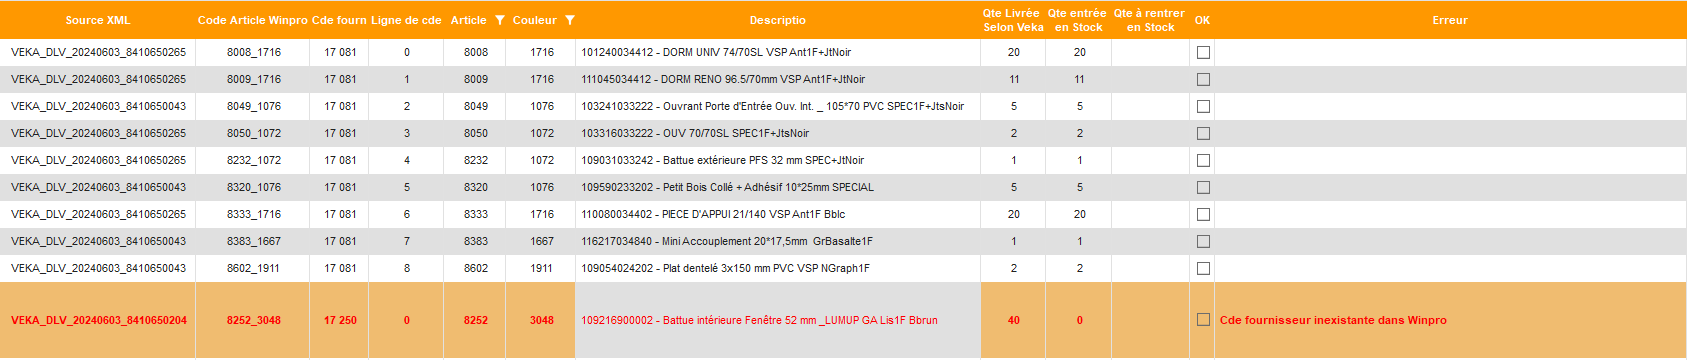 Source XML Code Article Winpro Cde fourn Ligne de cde Article Couleur Descriptio Qte Livrée Selon Veka Qte entrée en Stock Qte à rentrer en Stock OK Erreur
VEKA_DLV_20240603_8410650265 8008_1716 17 081 0 8008 1716 101240034412 - DORM UNIV 74/70SL VSP Ant1F+JtNoir 20 20
VEKA_DLV_20240603_8410650265 8009_1716 17 081 1 8009 1716 111045034412 - DORM RENO 96.5/70mm VSP Ant1F+JtNoir 11 11
VEKA_DLV_20240603_8410650043 8049_1076 17 081 2 8049 1076 103241033222 - Ouvrant Porte d'Entrée Ouv. Int. _ 105*70 PVC SPEC1F+JtsNoir 5 5
VEKA_DLV_20240603_8410650265 8050_1072 17 081 3 8050 1072 103316033222 - OUV 70/70SL SPEC1F+JtsNoir 2 2
VEKA_DLV_20240603_8410650265 8232_1072 17 081 4 8232 1072 109031033242 - Battue extérieure PFS 32 mm SPEC+JtNoir 1 1
VEKA_DLV_20240603_8410650043 8320_1076 17 081 5 8320 1076 109590233202 - Petit Bois Collé + Adhésif 10*25mm SPECIAL 5 5
VEKA_DLV_20240603_8410650265 8333_1716 17 081 6 8333 1716 110080034402 - PIECE D'APPUI 21/140 VSP Ant1F Bblc 20 20
VEKA_DLV_20240603_8410650043 8383_1667 17 081 7 8383 1667 116217034840 - Mini Accouplement 20*17,5mm  GrBasalte1F 1 1
VEKA_DLV_20240603_8410650043 8602_1911 17 081 8 8602 1911 109054024202 - Plat dentelé 3x150 mm PVC VSP NGraph1F 2 2
VEKA_DLV_20240603_8410650204 8252_3048 17 250 0 8252 3048 109216900002 - Battue intérieure Fenêtre 52 mm _LUMUP GA Lis1F Bbrun 40 0 Cde fournisseur inexistante dans Winpro